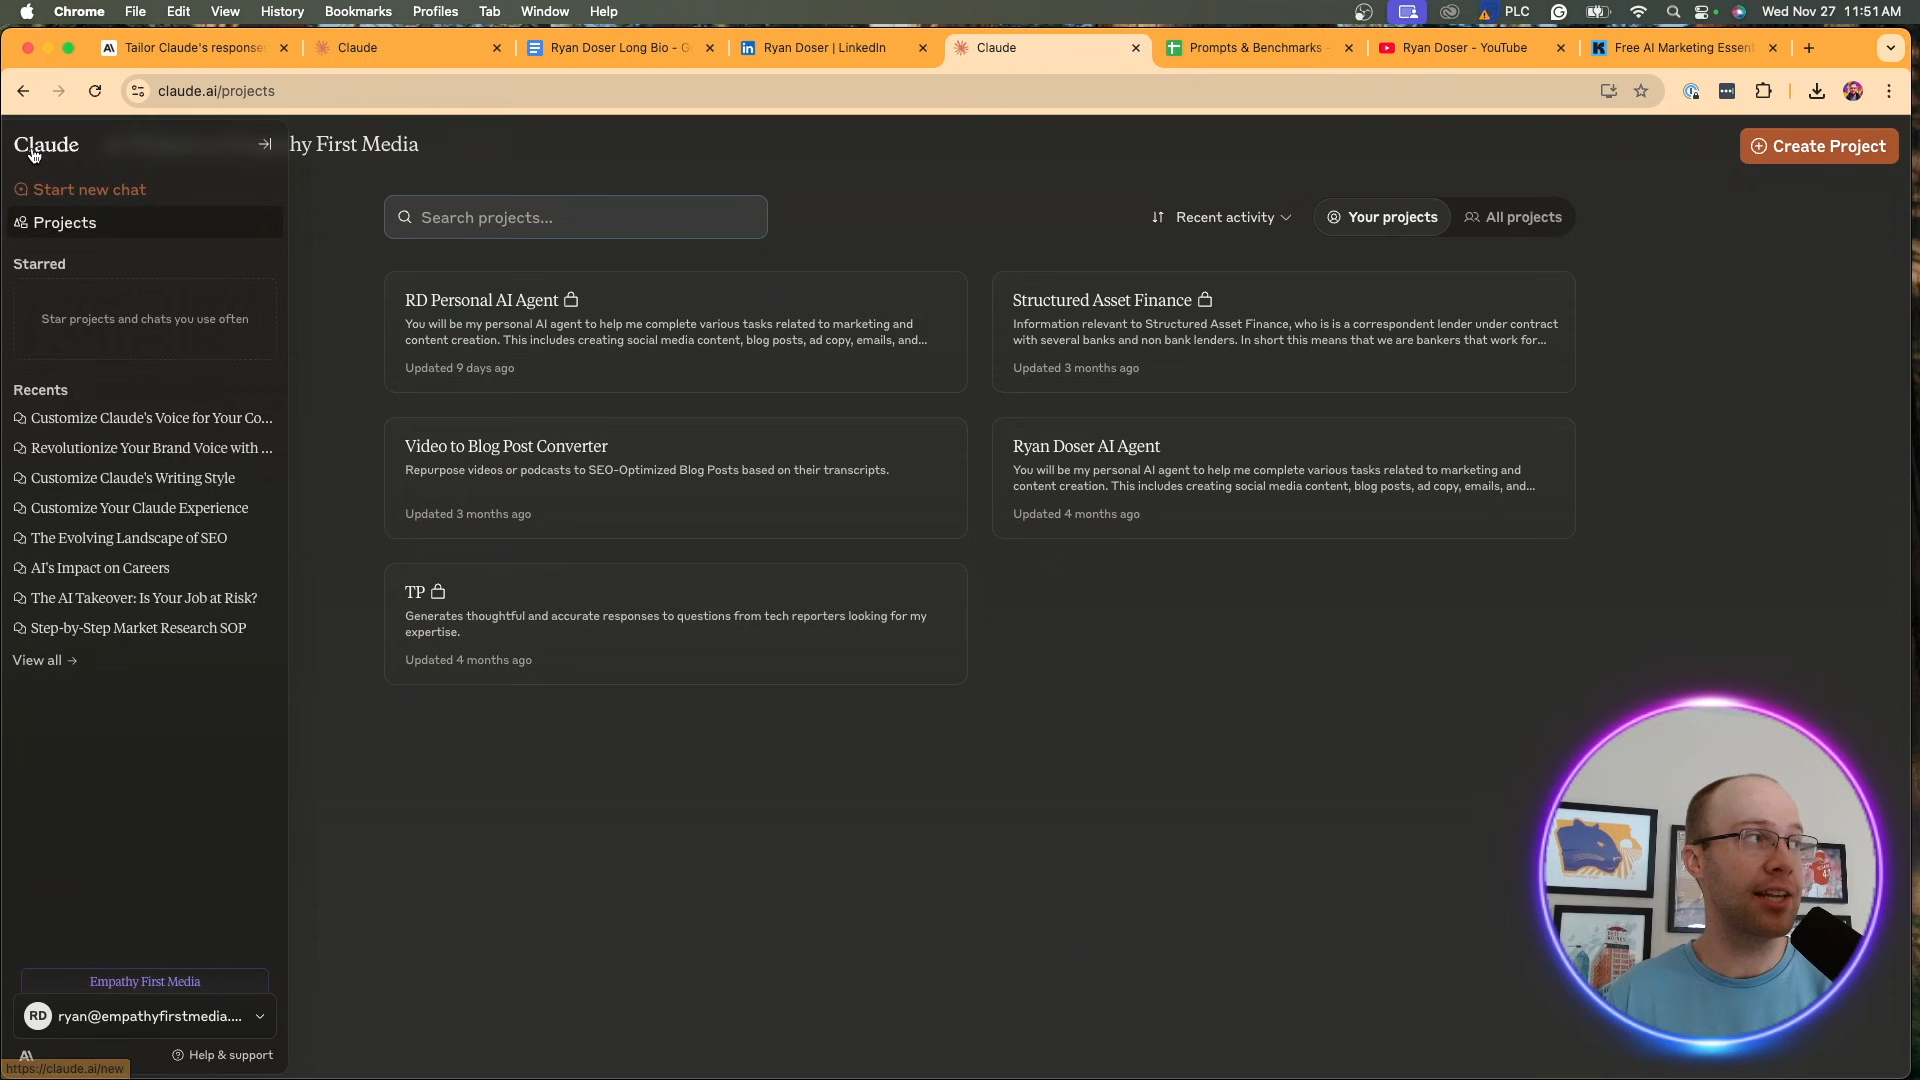 Chrome File Edit View History Bookmarks Profiles Tab Window Help
PLC
Wed Nov 27 11:51 AM
Tailor Claude's response
Claude
Ryan Doser Long Bio - G
Ryan Doser | LinkedIn
Claude
Prompts & Benchmarks -
Ryan Doser - YouTube
Free AI Marketing Essent
claude.ai/projects
Claude
hy First Media
Create Project
Start new chat
Projects
Search projects...
Recent activity
Your projects
All projects
Starred
Star projects and chats you use often
Recents
Customize Claude's Voice for Your Co...
Revolutionize Your Brand Voice with ...
Customize Claude's Writing Style
Customize Your Claude Experience
The Evolving Landscape of SEO
AI's Impact on Careers
The AI Takeover: Is Your Job at Risk?
Step-by-Step Market Research SOP
View all →
RD Personal AI Agent
You will be my personal AI agent to help me complete various tasks related to marketing and
content creation. This includes creating social media content, blog posts, ad copy, emails, and...
Updated 9 days ago
Structured Asset Finance
Information relevant to Structured Asset Finance, who is is a correspondent lender under contract
with several banks and non bank lenders. In short this means that we are bankers that work for...
Updated 3 months ago
Video to Blog Post Converter
Repurpose videos or podcasts to SEO-Optimized Blog Posts based on their transcripts.
Updated 3 months ago
Ryan Doser AI Agent
You will be my personal AI agent to help me complete various tasks related to marketing and
content creation. This includes creating social media content, blog posts, ad copy, emails, and...
Updated 4 months ago
TP
Generates thoughtful and accurate responses to questions from tech reporters looking for my
expertise.
Updated 4 months ago
Empathy First Media
RD
ryan@empathyfirstmedia....
Help & support
https://claude.ai/new